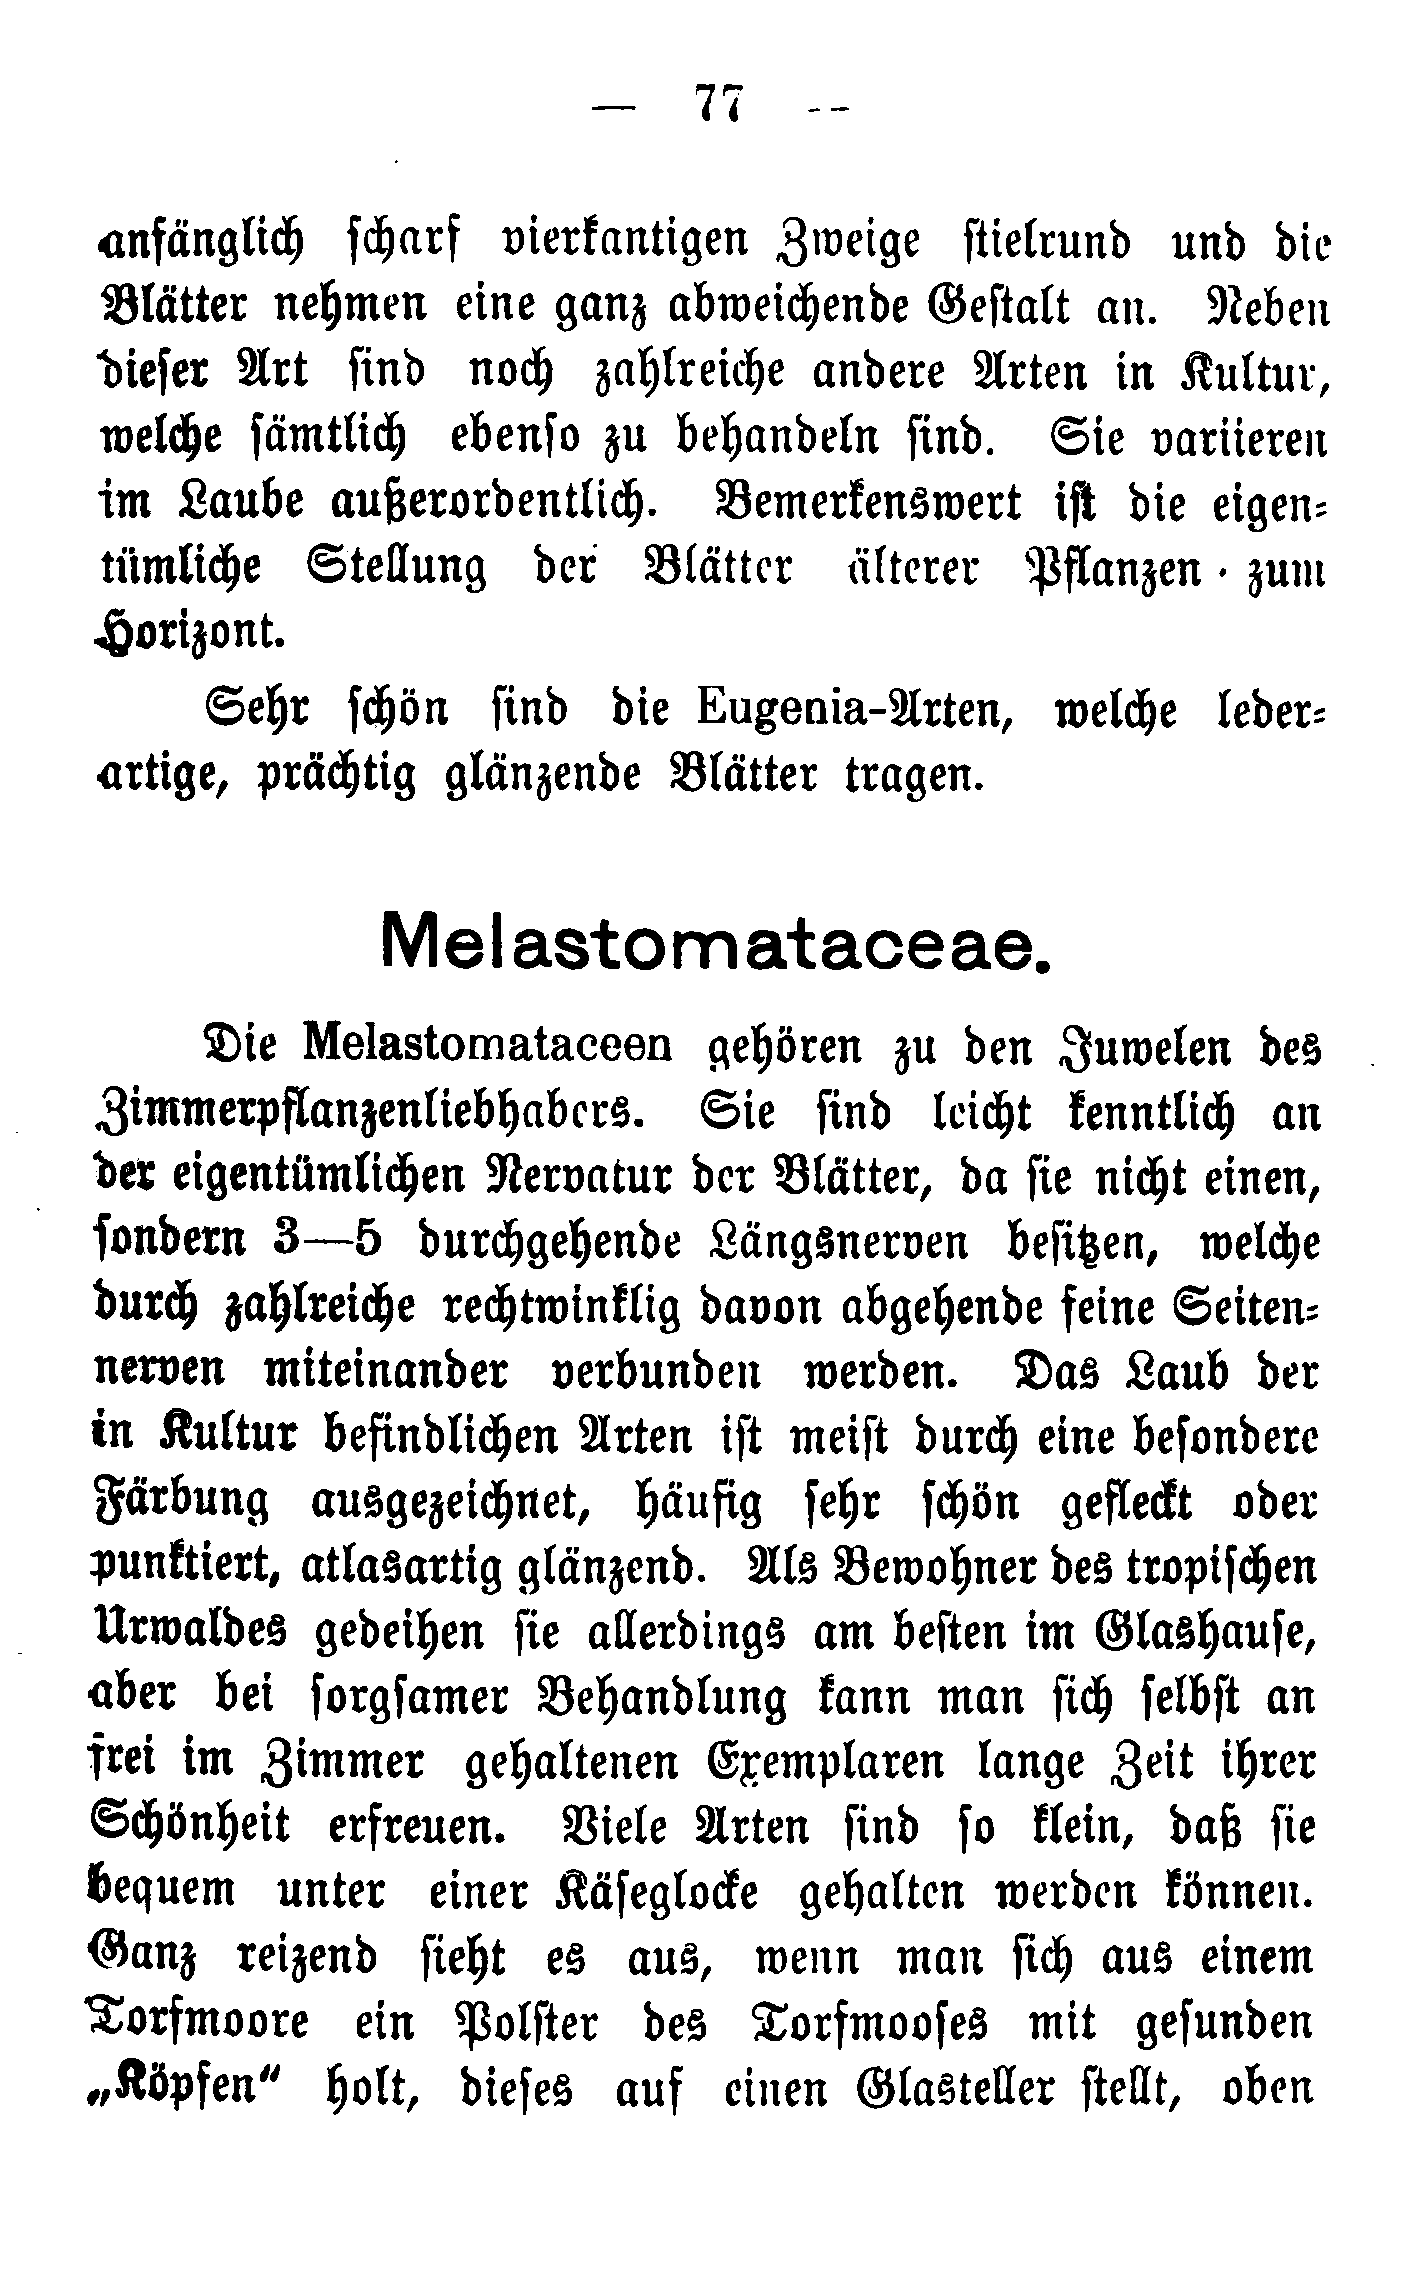 — 77 --
anfänglich scharf vierkantigen Zweige stielrund und die
Blätter nehmen eine ganz abweichende Gestalt an. Neben
dieser Art sind noch zahlreiche andere Arten in Kultur,
welche sämtlich ebenso zu behandeln sind. Sie variieren
im Laube außerordentlich. Bemerkenswert ist die eigen-
tümliche Stellung der Blätter älterer Pflanzen zum
Horizont.
Sehr schön sind die Eugenia-Arten, welche leder-
artige, prächtig glänzende Blätter tragen.
Melastomataceae.
Die Melastomataceen gehören zu den Juwelen des
Zimmerpflanzenliebhabers. Sie sind leicht kenntlich an
der eigentümlichen Nervatur der Blätter, da sie nicht einen,
sondern 3—5 durchgehende Längsnerven besitzen, welche
durch zahlreiche rechtwinklig davon abgehende feine Seiten-
nerven miteinander verbunden werden. Das Laub der
in Kultur befindlichen Arten ist meist durch eine besondere
Färbung ausgezeichnet, häufig sehr schön gefleckt oder
punktiert, atlasartig glänzend. Als Bewohner des tropischen
Urwaldes gedeihen sie allerdings am besten im Glashause,
aber bei sorgsamer Behandlung kann man sich selbst an
frei im Zimmer gehaltenen Exemplaren lange Zeit ihrer
Schönheit erfreuen. Viele Arten sind so klein, daß sie
bequem unter einer Käseglocke gehalten werden können.
Ganz reizend sieht es aus, wenn man sich aus einem
Torfmoore ein Polster des Torfmooses mit gesunden
„Köpfen“ holt, dieses auf einen Glasteller stellt, oben